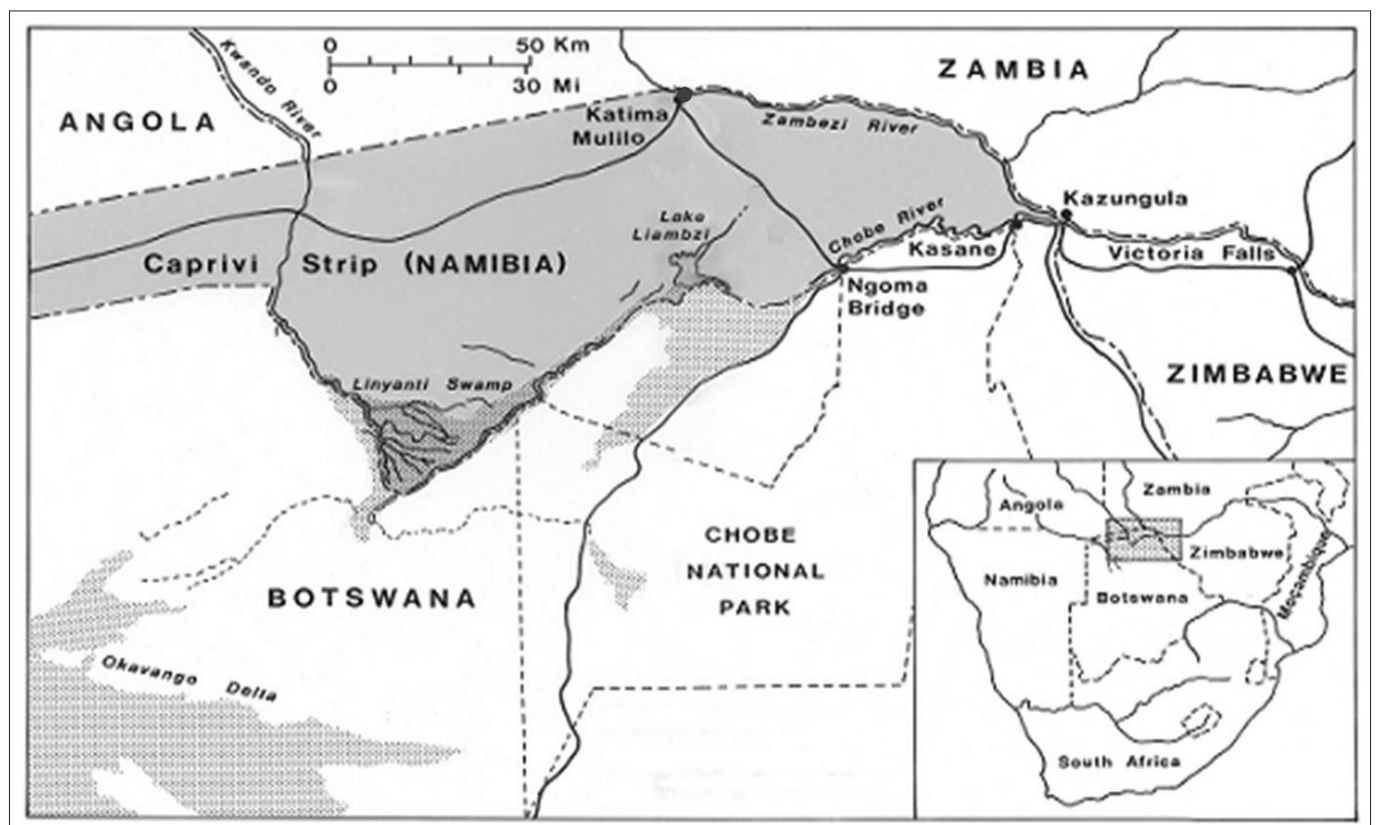 0 50 Km
0 30 Mi
ANGOLA
Kwando River
ZAMBIA
Katima
Mulilo
Zambezi River
Kazungula
Lake
Liambzi
Chobe River
Kasane
Victoria Falls
Caprivi Strip (NAMIBIA)
Ngoma
Bridge
Linyanti Swamp
ZIMBABWE
CHOBE
NATIONAL
PARK
BOTSWANA
Okavango Delta
Angola
Zambia
Zimbabwe
Moçambique
Namibia
Botswana
South Africa